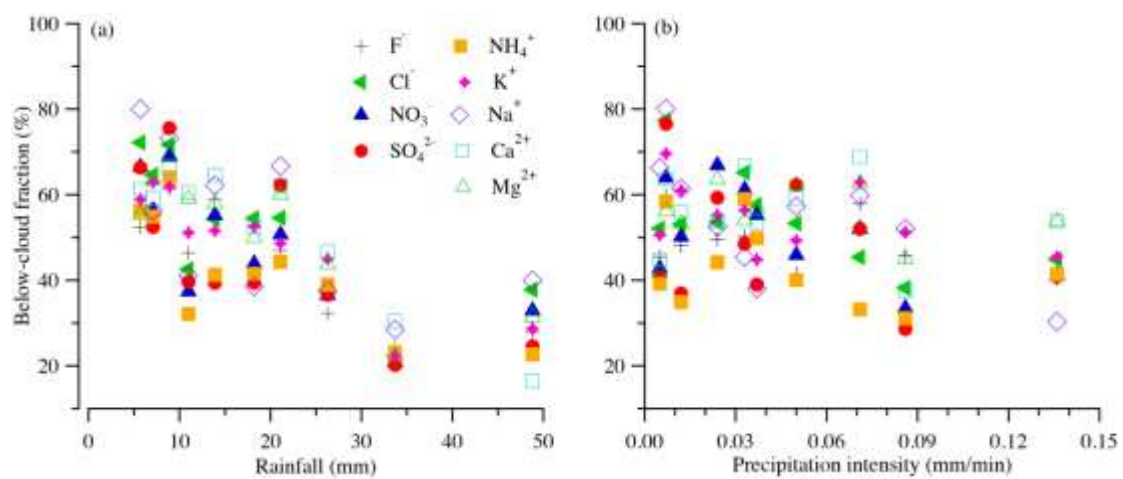 100
80
60
40
20
Below-cloud fraction (%)
(a)
F⁻
Cl⁻
NO₃⁻
SO₄²⁻
NH₄⁺
K⁺
Na⁺
Ca²⁺
Mg²⁺
0 10 20 30 40 50
Rainfall (mm)
100
80
60
40
20
(b)
0.00 0.03 0.06 0.09 0.12 0.15
Precipitation intensity (mm/min)